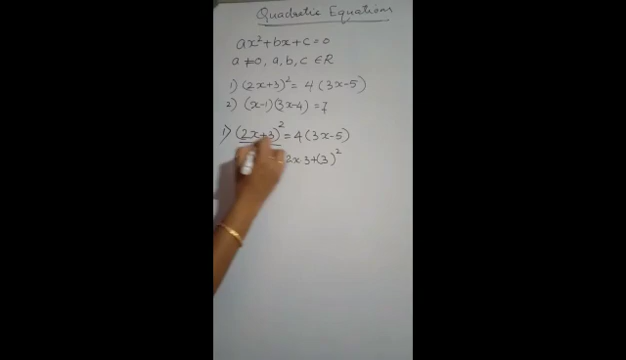 Quadratic Equations
ax²+bx+c=0
a≠0, a,b,c ∈R
1) (2x+3)²= 4(3x-5)
2) (x-1)(3x-4)=7
1) (2x+3)²=4(3x-5)
2x3+(3)²